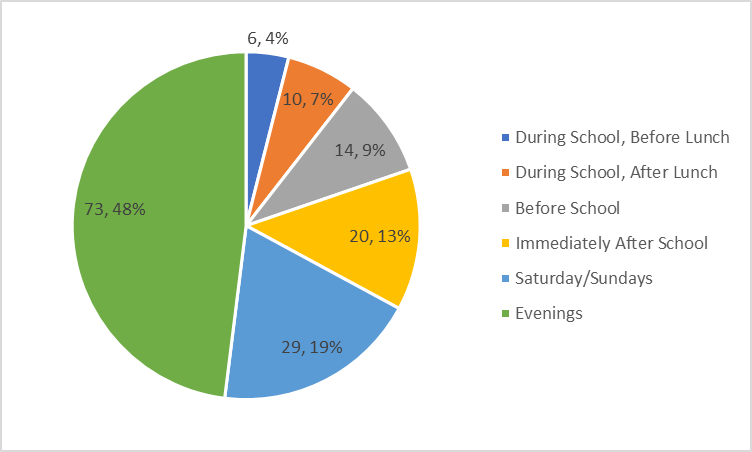 6, 4%
10, 7%
14, 9%
20, 13%
29, 19%
73, 48%
During School, Before Lunch
During School, After Lunch
Before School
Immediately After School
Saturday/Sundays
Evenings